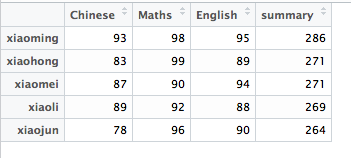 Chinese Maths English summary
xiaoming 93 98 95 286
xiaohong 83 99 89 271
xiaomei 87 90 94 271
xiaoli 89 92 88 269
xiaojun 78 96 90 264